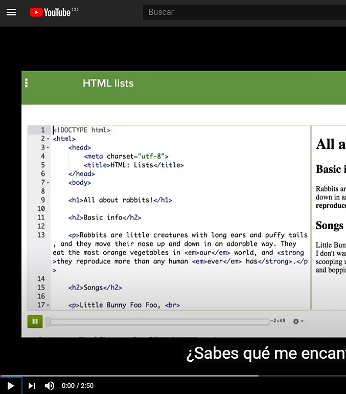 YouTube
Buscar
HTML lists
1 <!DOCTYPE html>
2 <html>
3 <head>
4 <meta charset="utf-8">
5 <title>HTML: Lists</title>
6 </head>
7 <body>
8
9 <h1>All about rabbits!</h1>
10
11 <h2>Basic info</h2>
12
13 <p>Rabbits are little creatures with long ears and puffy tails
, and they move their nose up and down in an adorable way. They
eat the most orange vegetables in <em>our</em> world, and <strong
>they reproduce more than any human <em>ever</em> has</strong>.</p
>
14
15 <h2>Songs</h2>
16
17 <p>Little Bunny Foo Foo, <br>
All a
Basic i
Rabbits ar
down in a
reproduc
Songs
Little Bun
I don't wa
scooping u
and boppi
-2:49
¿Sabes qué me encan
0:00 / 2:50